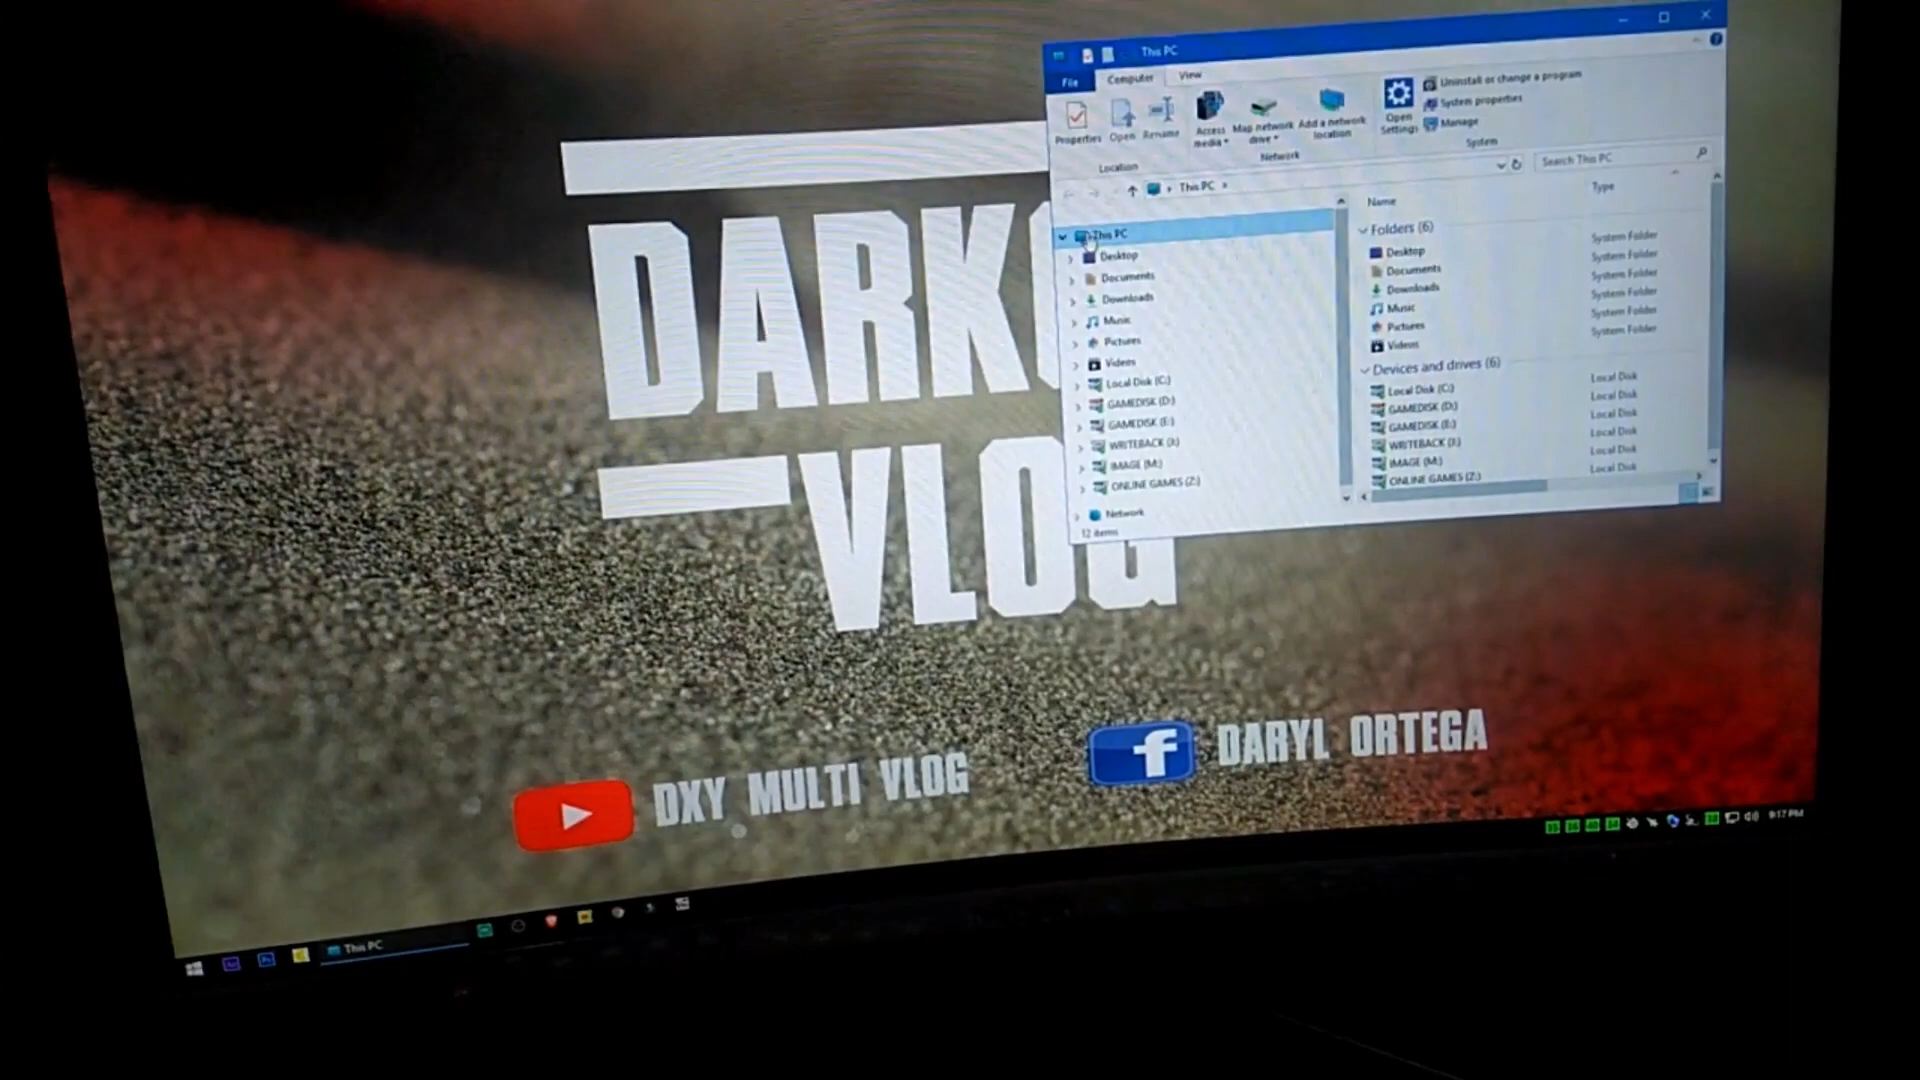 This PC
File Computer View
Properties Open Rename Access media Map network drive Add a network location Open Settings
Uninstall or change a program
System properties
Manage
Location Network System
This PC
Search This PC
This PC
Desktop
Documents
Downloads
Music
Pictures
Videos
Local Disk (C:)
GAMEDISK (D:)
GAMEDISK (E:)
WRITEBACK (I:)
IMAGE (M:)
ONLINE GAMES (Z:)
Network
12 items
Name Type
Folders (6)
Desktop System Folder
Documents System Folder
Downloads System Folder
Music System Folder
Pictures System Folder
Videos System Folder
Devices and drives (6)
Local Disk (C:) Local Disk
GAMEDISK (D:) Local Disk
GAMEDISK (E:) Local Disk
WRITEBACK (I:) Local Disk
IMAGE (M:) Local Disk
ONLINE GAMES (Z:) Local Disk
DARK
VLOG
DXY MULTI VLOG
f DARYL ORTEGA
This PC
9:17 PM